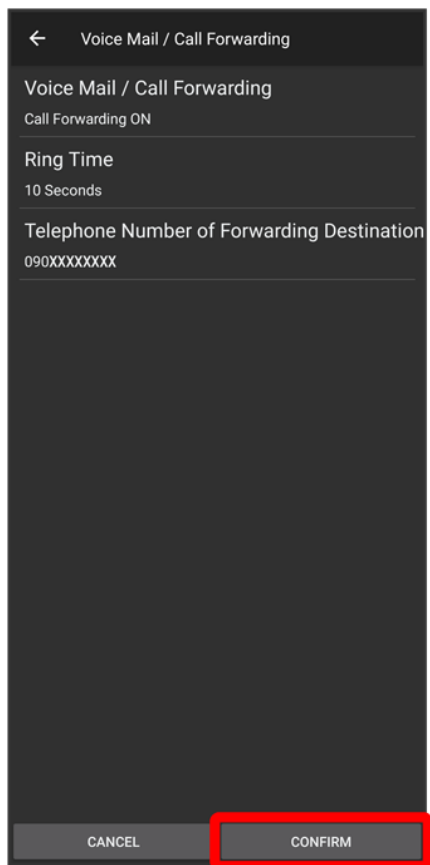 Voice Mail / Call Forwarding
Voice Mail / Call Forwarding
Call Forwarding ON
Ring Time
10 Seconds
Telephone Number of Forwarding Destination
090XXXXXXXX
CANCEL
CONFIRM